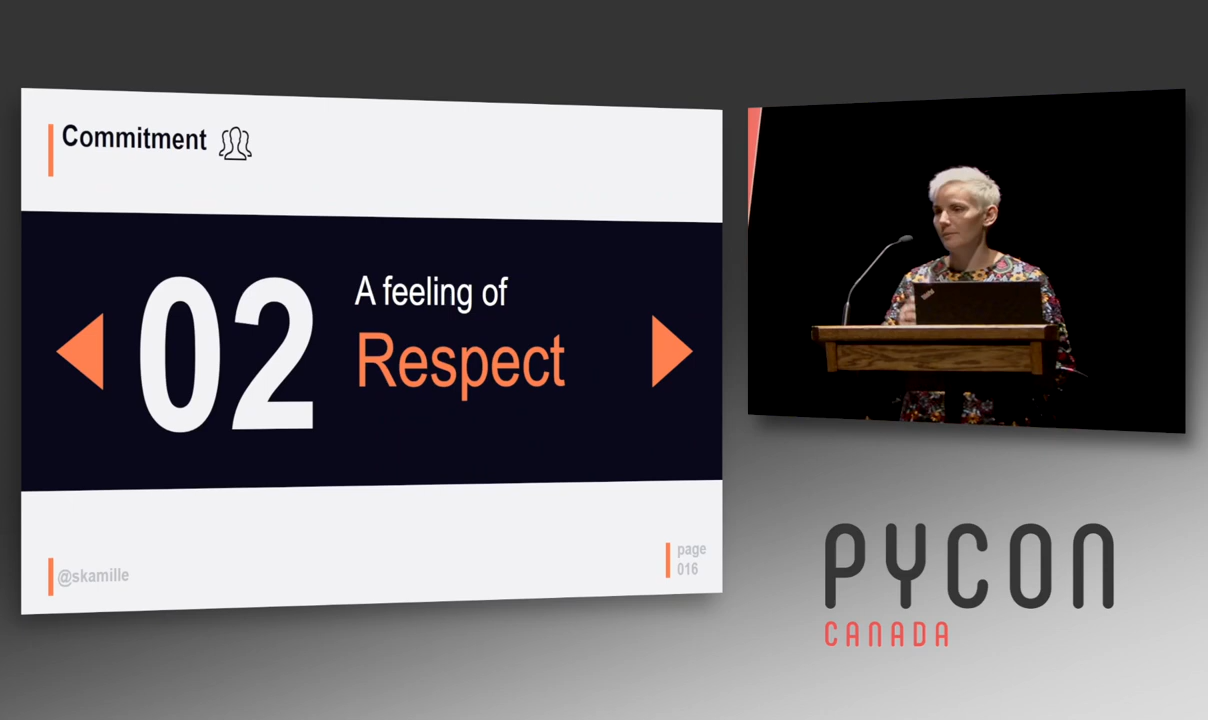 Commitment
02
A feeling of
Respect
@skamille
page
016
PYCON
CANADA